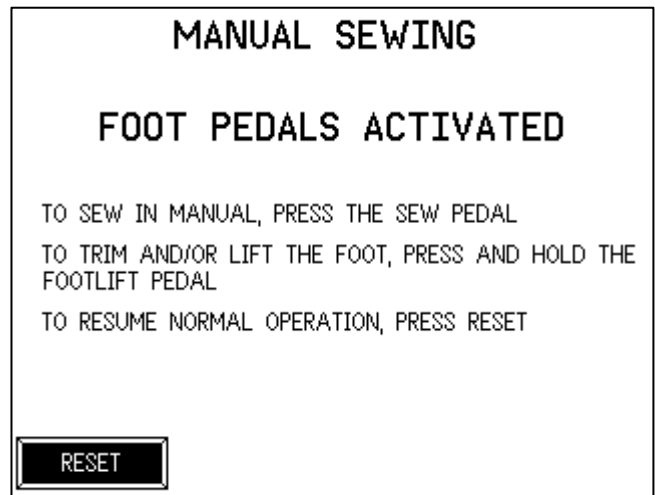 MANUAL SEWING
FOOT PEDALS ACTIVATED
TO SEW IN MANUAL, PRESS THE SEW PEDAL
TO TRIM AND/OR LIFT THE FOOT, PRESS AND HOLD THE
FOOTLIFT PEDAL
TO RESUME NORMAL OPERATION, PRESS RESET
RESET